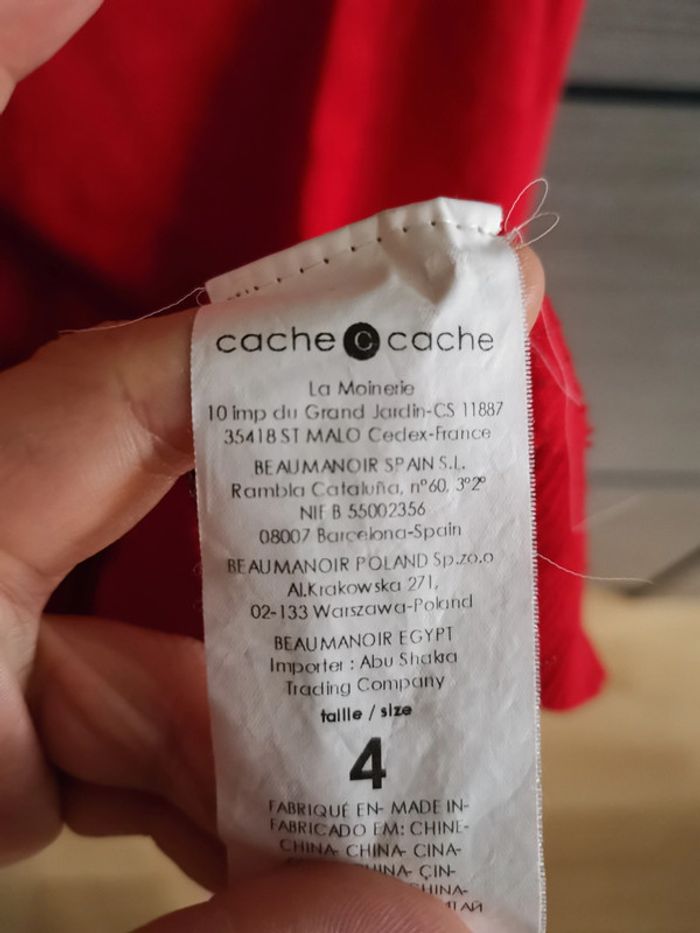 cache c cache
La Moinerie
10 imp du Grand Jardin-CS 11887
35418 ST MALO Cedex-France
BEAUMANOIR SPAIN S.L.
Rambla Cataluña, nº60, 3º2º
NIF B 55002356
08007 Barcelona-Spain
BEAUMANOIR POLAND Sp.zo.o
Al.Krakowska 271,
02-133 Warszawa-Poland
BEAUMANOIR EGYPT
Importer : Abu Shakra
Trading Company
taille / size
4
FABRIQUÉ EN- MADE IN-
FABRICADO EM: CHINE-
CHINA- CHINA- CINA-
ÇIN-